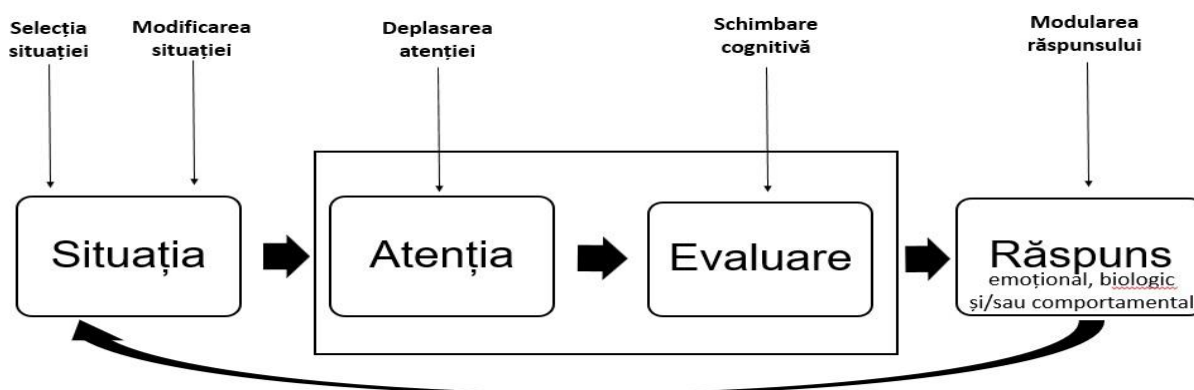 Selecția
situației
Modificarea
situației
Deplasarea
atenției
Schimbare
cognitivă
Modularea
răspunsului
Situația
Atenția
Evaluare
Răspuns
emoțional, biologic
și/sau comportamental